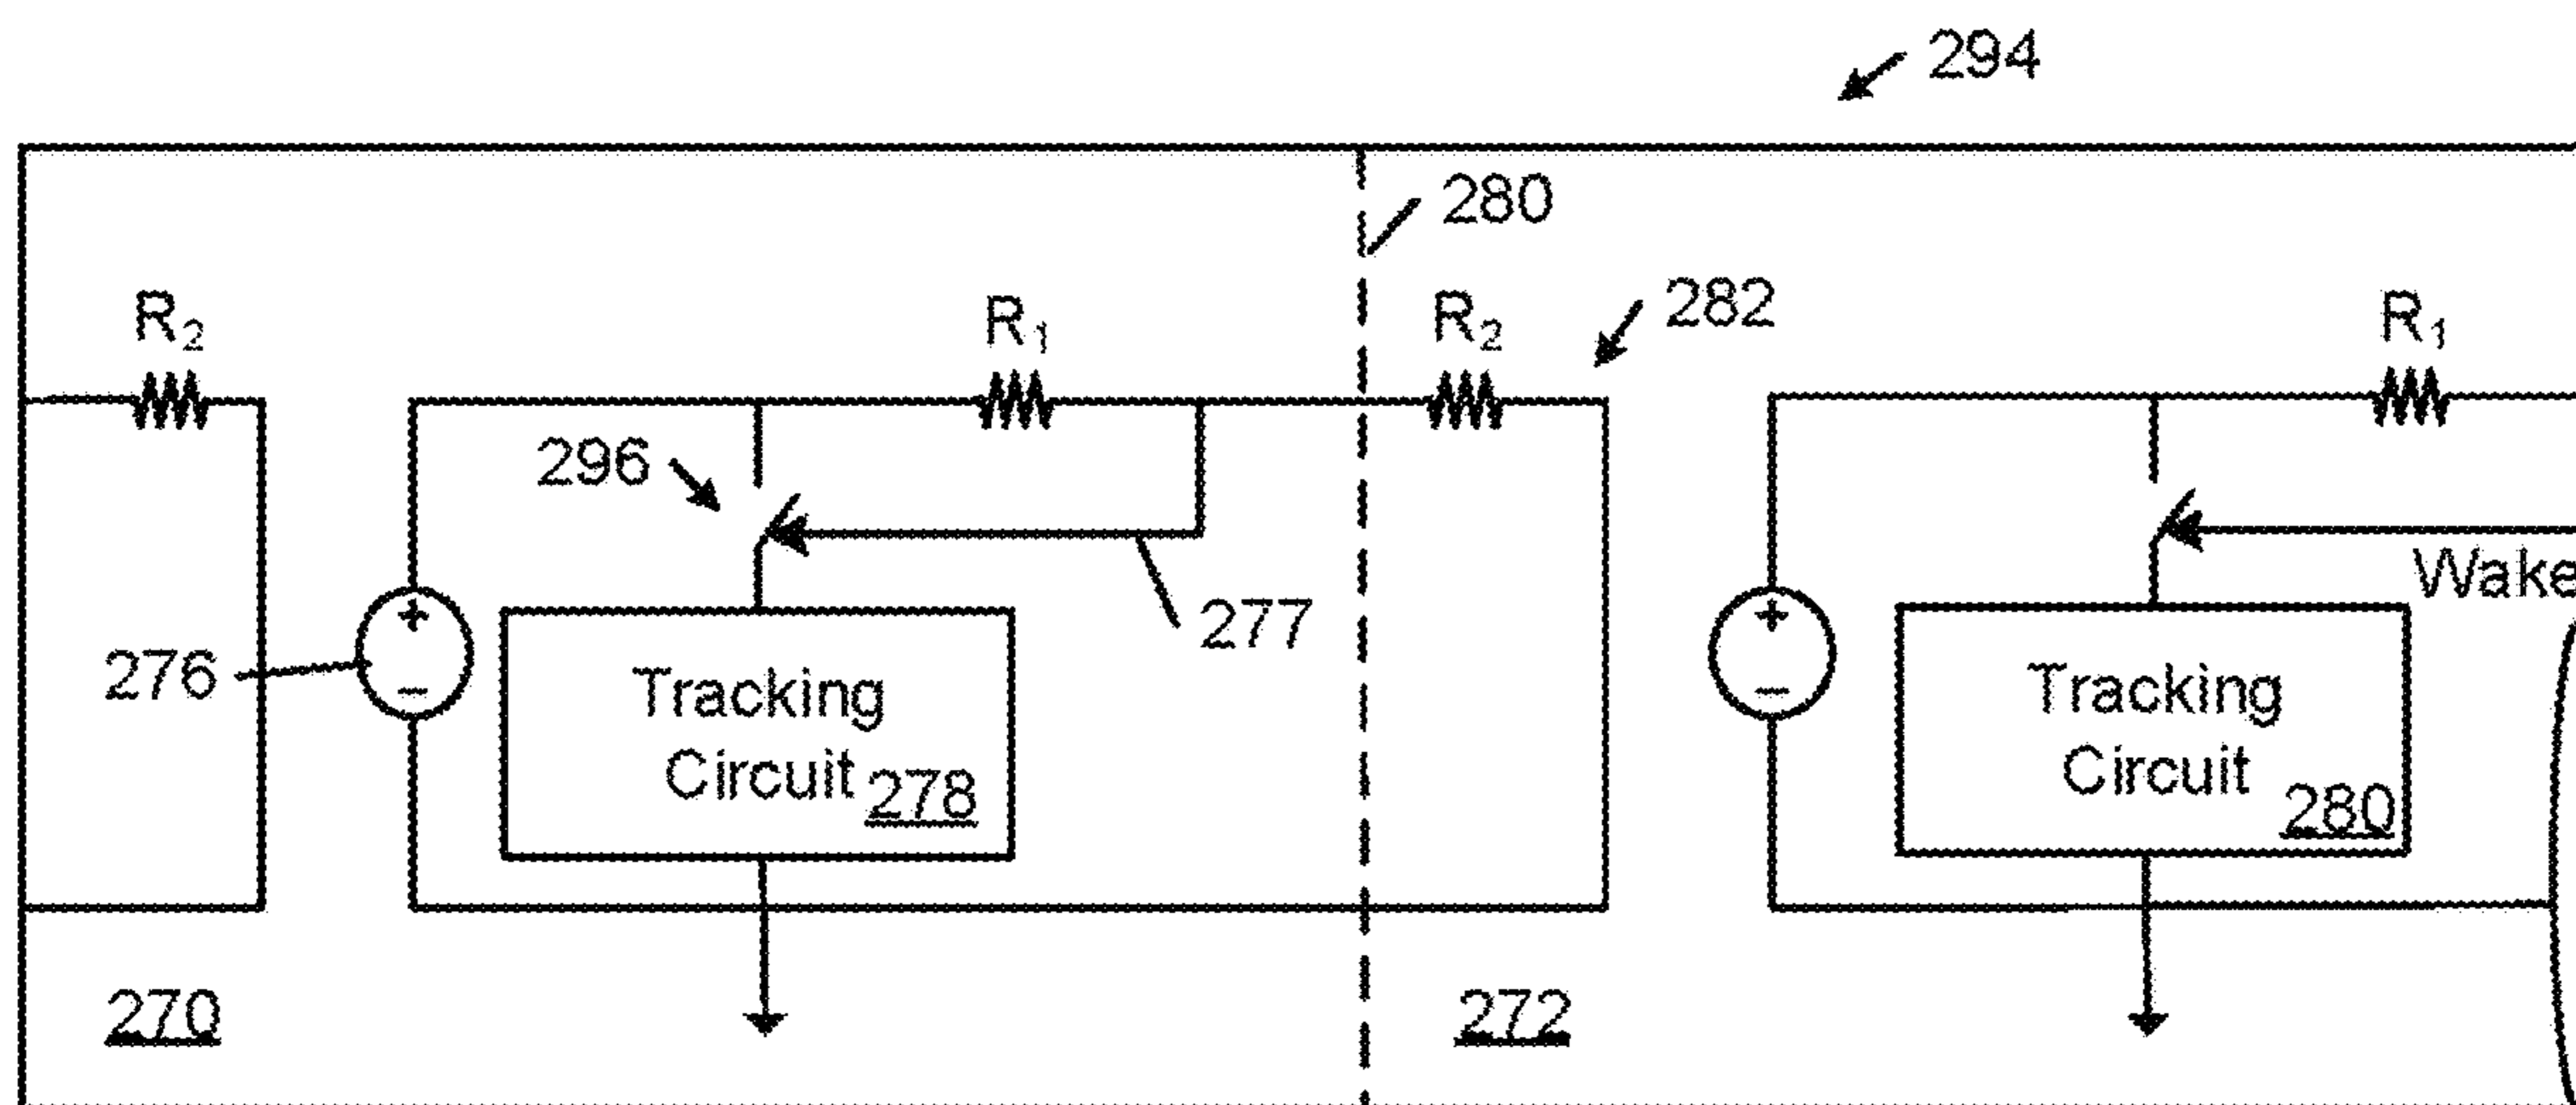 294
280
R₂
R₁
R₂
282
R₁
296
277
Wake
276
Tracking
Circuit 278
Tracking
Circuit 280
270
272